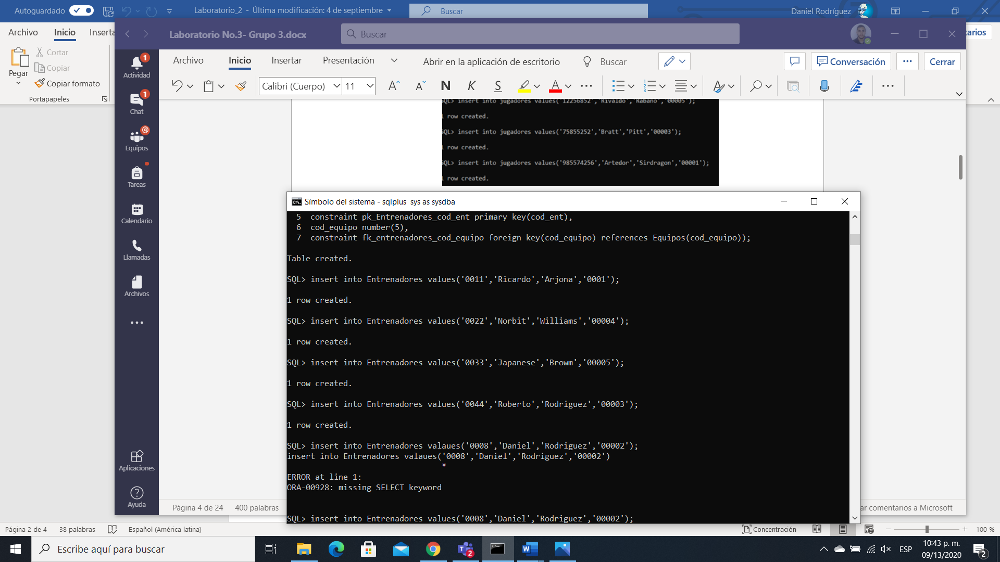 Autoguardado
Laboratorio_2 - Última modificación: 4 de septiembre
Buscar
Daniel Rodríguez
Archivo
Inicio
Pegar
Cortar
Copiar
Copiar formato
Portapapeles
Laboratorio No.3- Grupo 3.docx
Buscar
Archivo
Inicio
Insertar
Presentación
Abrir en la aplicación de escritorio
Buscar
Conversación
Cerrar
Calibri (Cuerpo)
11
N
K
S
1
Actividad
1
Chat
@
Equipos
Tareas
Calendario
Llamadas
Archivos
Aplicaciones
Ayuda
SQL> insert into jugadores values('12256852','Rivaldo','Rabano','00005');
1 row created.
SQL> insert into jugadores values('75855252','Bratt','Pitt','00003');
1 row created.
SQL> insert into jugadores values('985574256','Artedor','Sirdragon','00001');
1 row created.
Símbolo del sistema - sqlplus sys as sysdba
5 constraint pk_Entrenadores_cod_ent primary key(cod_ent),
6 cod_equipo number(5),
7 constraint fk_entrenadores_cod_equipo foreign key(cod_equipo) references Equipos(cod_equipo));
Table created.
SQL> insert into Entrenadores values('0011','Ricardo','Arjona','0001');
1 row created.
SQL> insert into Entrenadores values('0022','Norbit','Williams','00004');
1 row created.
SQL> insert into Entrenadores values('0033','Japanese','Browm','00005');
1 row created.
SQL> insert into Entrenadores values('0044','Roberto','Rodriguez','00003');
1 row created.
SQL> insert into Entrenadores valaues('0008','Daniel','Rodriguez','00002');
insert into Entrenadores valaues('0008','Daniel','Rodriguez','00002')
*
ERROR at line 1:
ORA-00928: missing SELECT keyword
SQL> insert into Entrenadores values('0008','Daniel','Rodriguez','00002');
Página 4 de 24
400 palabras
comentarios a Microsoft
Página 2 de 4
38 palabras
Español (América latina)
Concentración
100 %
Escribe aquí para buscar
2
ESP
10:43 p. m.
09/13/2020
2